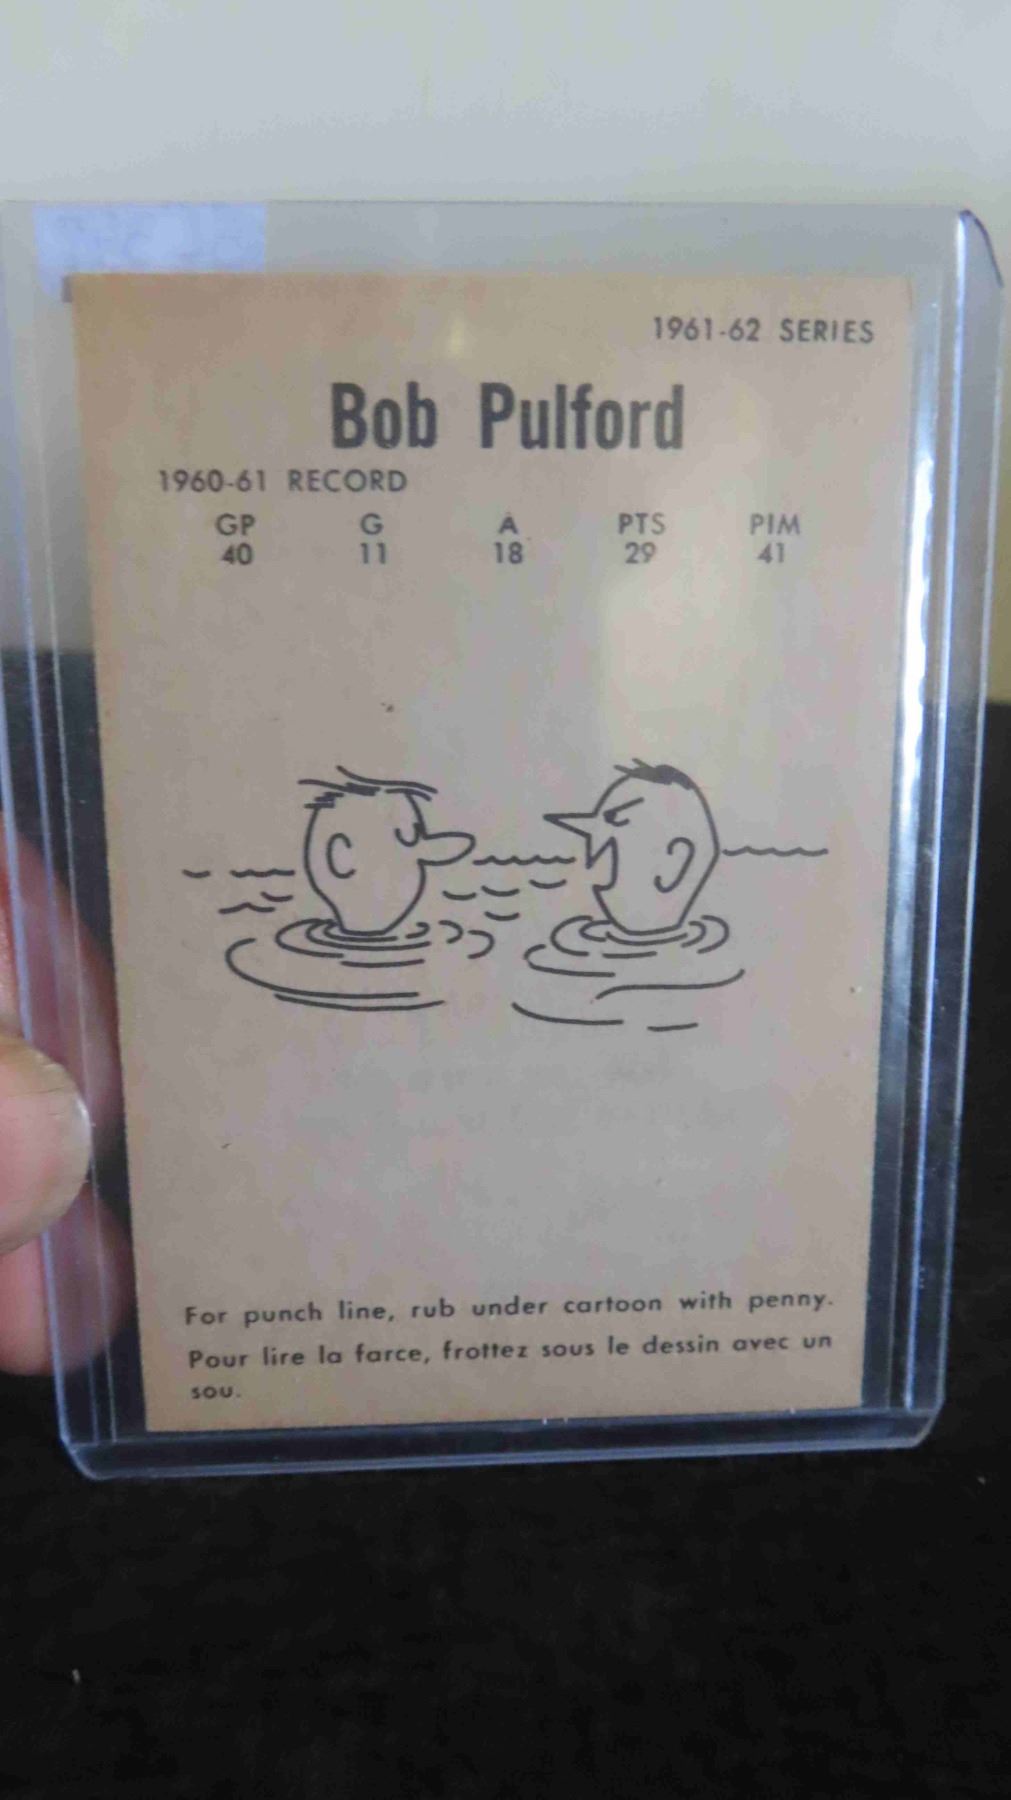 1961-62 SERIES
Bob Pulford
1960-61 RECORD
GP G A PTS PIM
40 11 18 29 41
For punch line, rub under cartoon with penny.
Pour lire la farce, frottez sous le dessin avec un
sou.